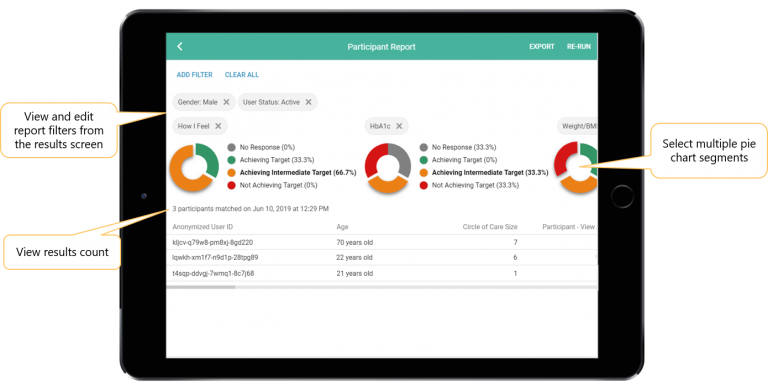 Participant Report
EXPORT
RE-RUN
ADD FILTER
CLEAR ALL
Gender: Male
User Status: Active
View and edit
report filters from
the results screen
How I Feel
HbA1c
Weight/BM
No Response (0%)
Achieving Target (33.3%)
Achieving Intermediate Target (66.7%)
Not Achieving Target (0%)
No Response (33.3%)
Achieving Target (0%)
Achieving Intermediate Target (33.3%)
Not Achieving Target (33.3%)
Select multiple pie
chart segments
3 participants matched on Jun 10, 2019 at 12:29 PM
View results count
Anonymized User ID Age Circle of Care Size Participant - View
kljcv-q79w8-pm8xj-8gd220 70 years old 7
lqwkh-xm1f7-n9d1p-28tpg89 22 years old 6
t4sqp-ddvgj-7wmq1-8c7j68 21 years old 1